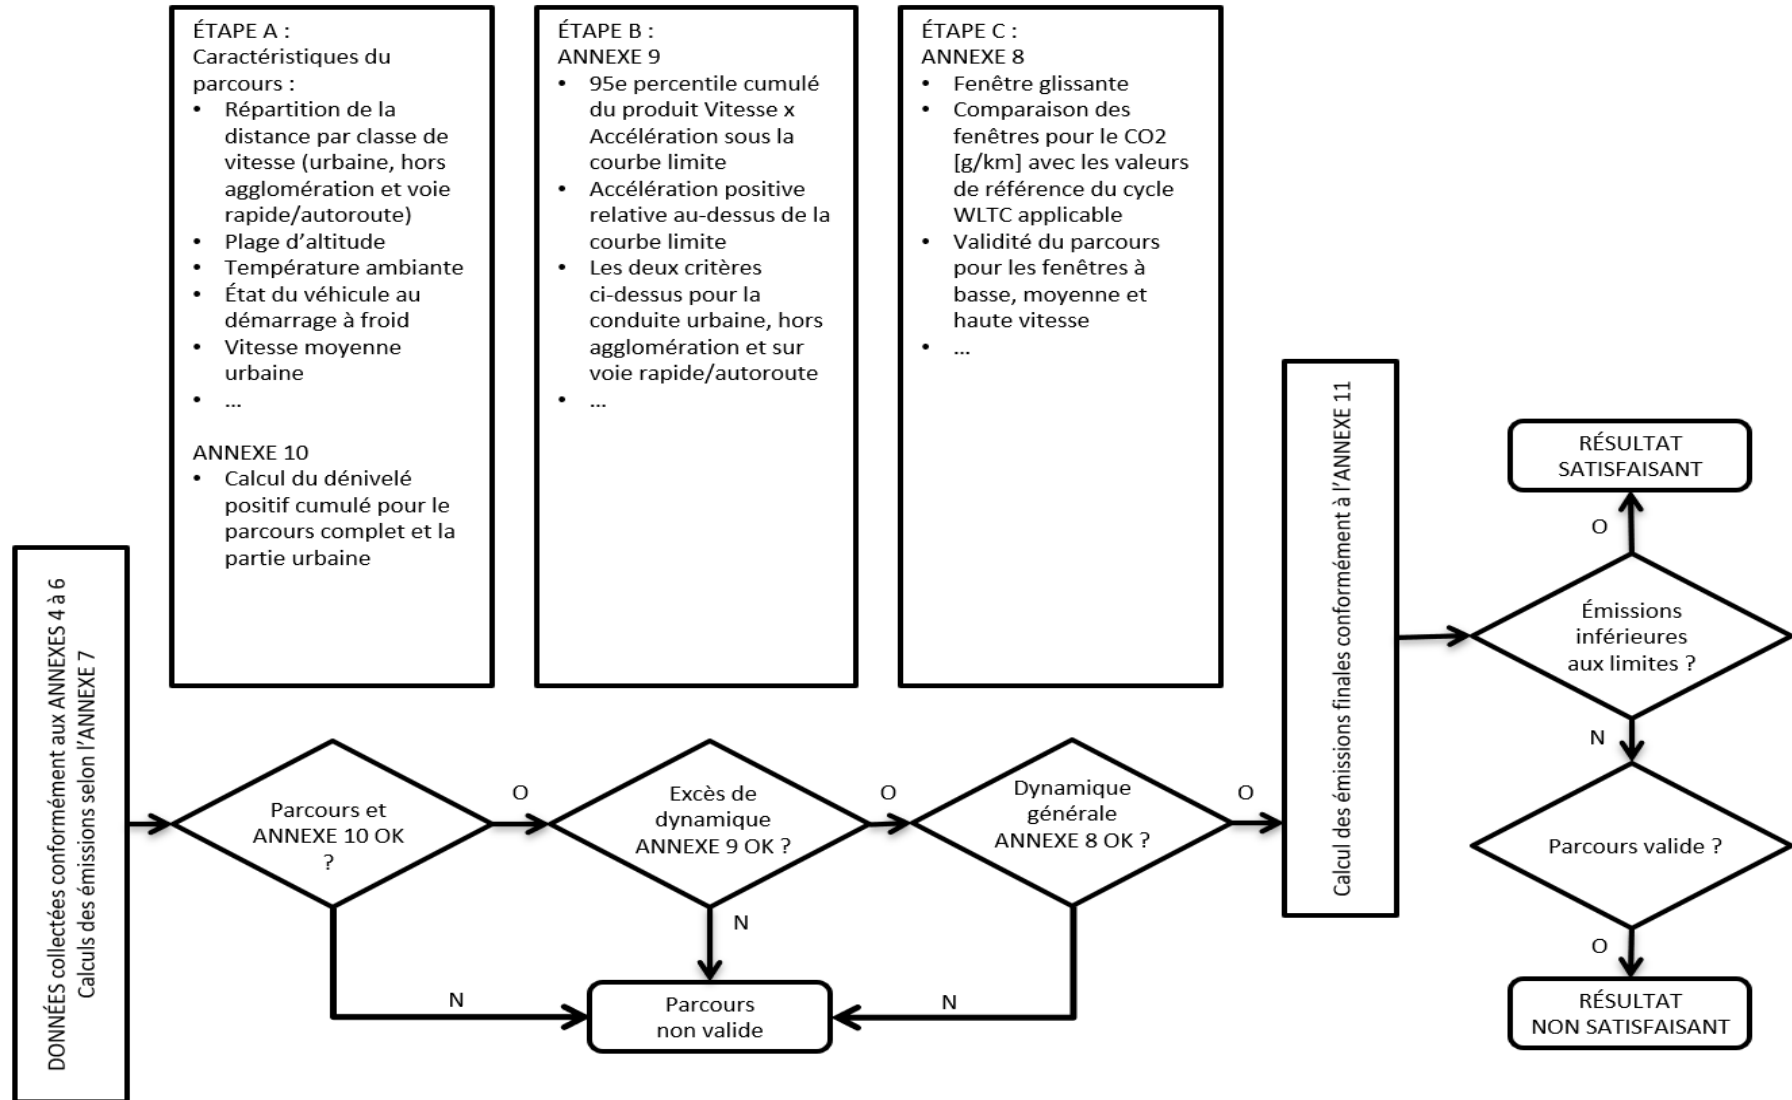 ÉTAPE A :
Caractéristiques du
parcours :
• Répartition de la
distance par classe de
vitesse (urbaine, hors
agglomération et voie
rapide/autoroute)
• Plage d’altitude
• Température ambiante
• État du véhicule au
démarrage à froid
• Vitesse moyenne
urbaine
• ...
ANNEXE 10
• Calcul du dénivelé
positif cumulé pour le
parcours complet et la
partie urbaine
ÉTAPE B :
ANNEXE 9
• 95e percentile cumulé
du produit Vitesse x
Accélération sous la
courbe limite
• Accélération positive
relative au-dessus de la
courbe limite
• Les deux critères
ci-dessus pour la
conduite urbaine, hors
agglomération et sur
voie rapide/autoroute
• ...
ÉTAPE C :
ANNEXE 8
• Fenêtre glissante
• Comparaison des
fenêtres pour le CO2
[g/km] avec les valeurs
de référence du cycle
WLTC applicable
• Validité du parcours
pour les fenêtres à
basse, moyenne et
haute vitesse
• ...
DONNÉES collectées conformément aux ANNEXES 4 à 6
Calculs des émissions selon l’ANNEXE 7
Parcours et
ANNEXE 10 OK
?
O
N
Excès de
dynamique
ANNEXE 9 OK ?
O
N
Dynamique
générale
ANNEXE 8 OK ?
O
N
Parcours
non valide
Calcul des émissions finales conformément à l’ANNEXE 11
RÉSULTAT
SATISFAISANT
O
Émissions
inférieures
aux limites ?
N
Parcours valide ?
O
RÉSULTAT
NON SATISFAISANT